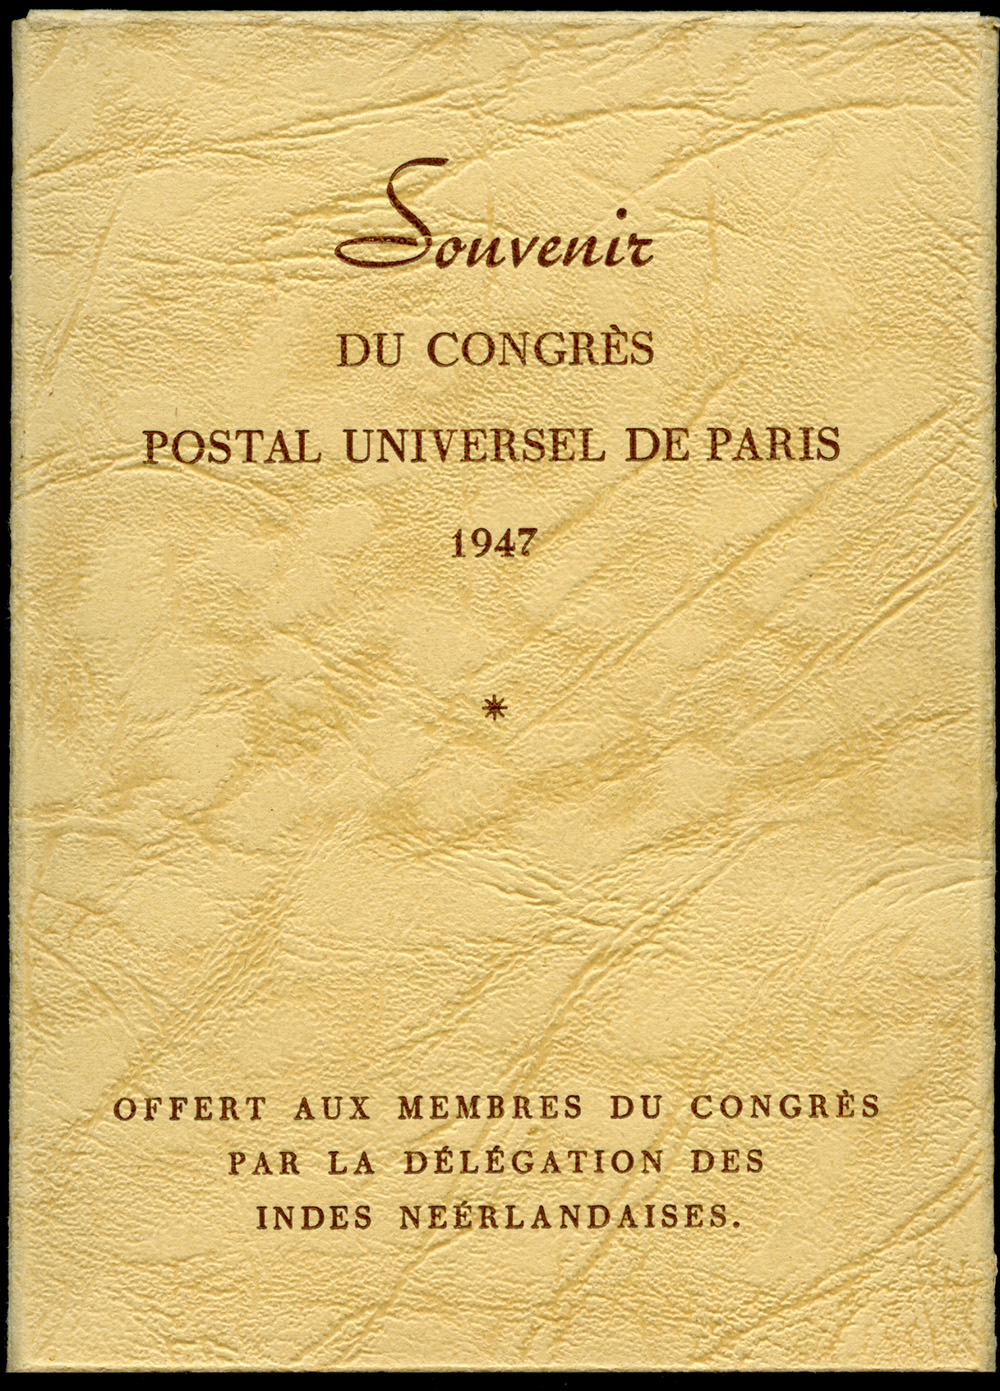 Souvenir
DU CONGRÈS
POSTAL UNIVERSEL DE PARIS
1947
*
OFFERT AUX MEMBRES DU CONGRÈS
PAR LA DÉLÉGATION DES
INDES NEÉRLANDAISES.